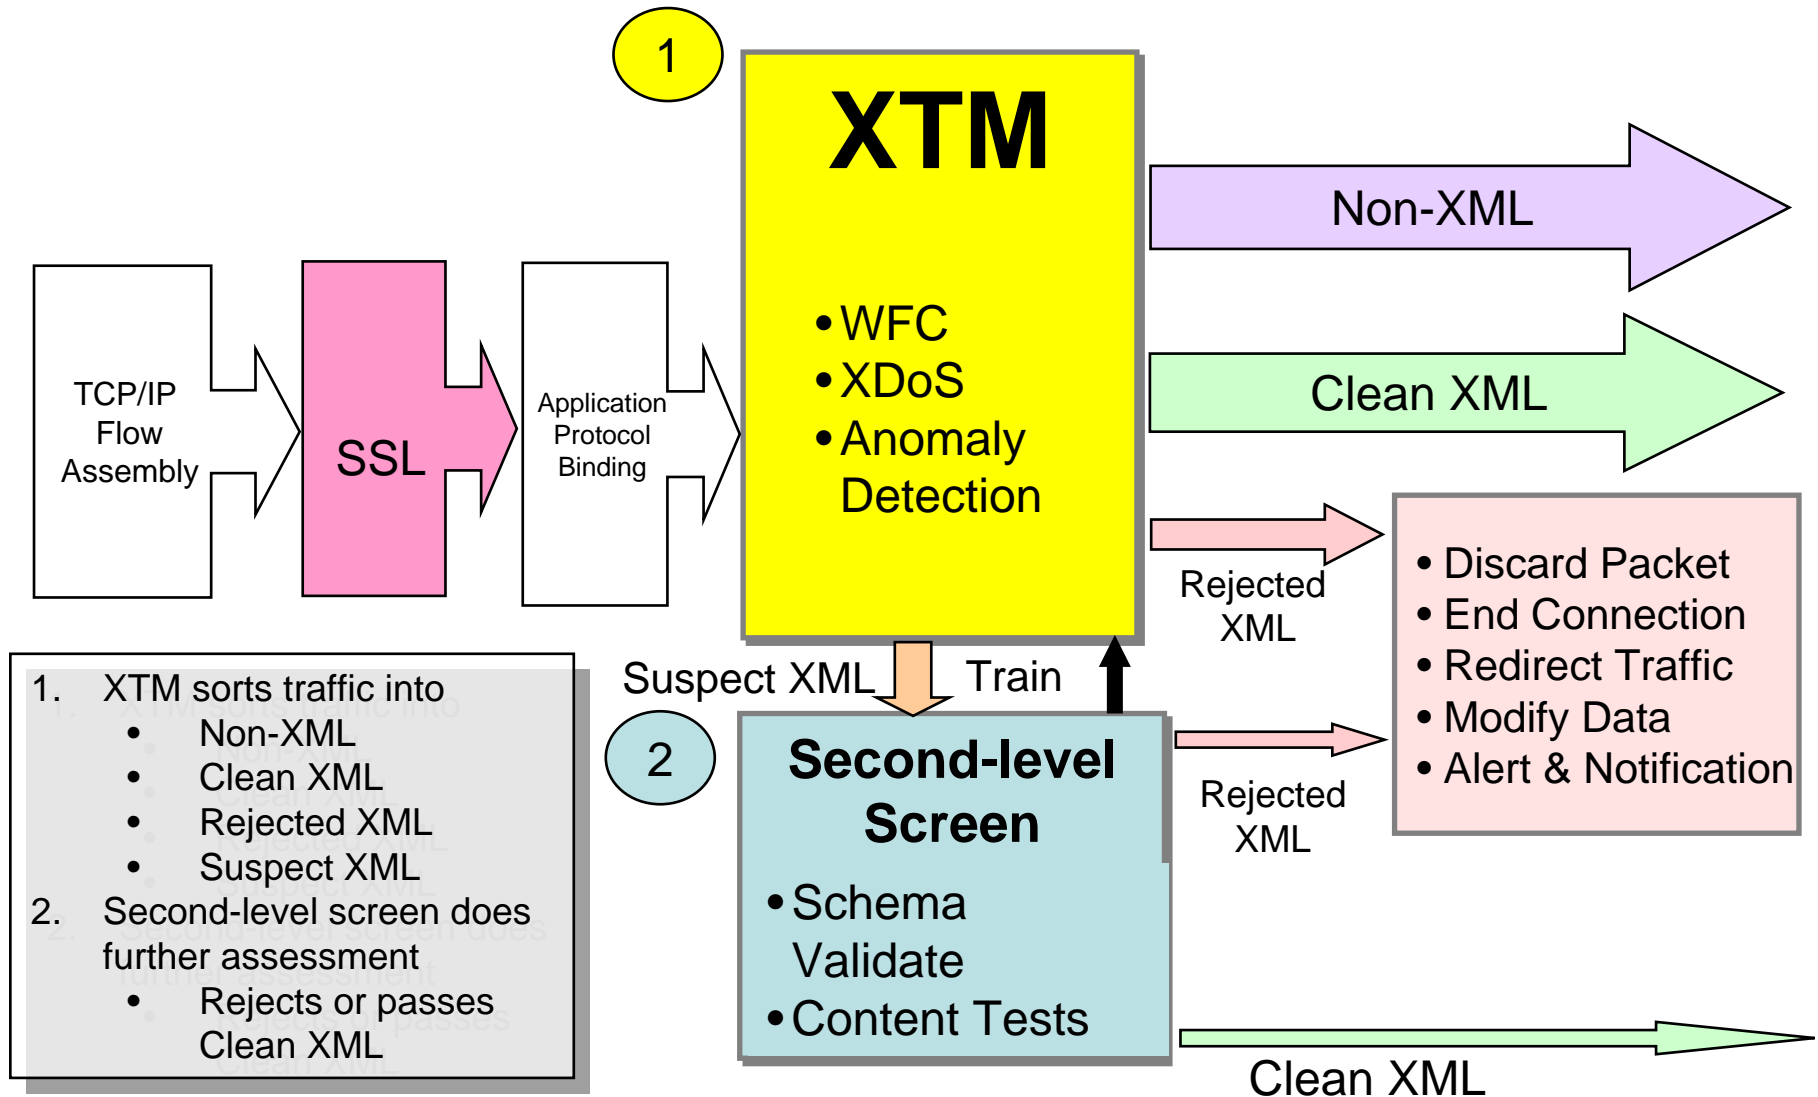 1
XTM
• WFC
• XDoS
• Anomaly
Detection
Non-XML
Clean XML
TCP/IP
Flow
Assembly
SSL
Application
Protocol
Binding
Rejected
XML
• Discard Packet
• End Connection
• Redirect Traffic
• Modify Data
• Alert & Notification
Suspect XML
Train
2
Second-level
Screen
• Schema
Validate
• Content Tests
Rejected
XML
Clean XML
1. XTM sorts traffic into
• Non-XML
• Clean XML
• Rejected XML
• Suspect XML
2. Second-level screen does
further assessment
• Rejects or passes
Clean XML